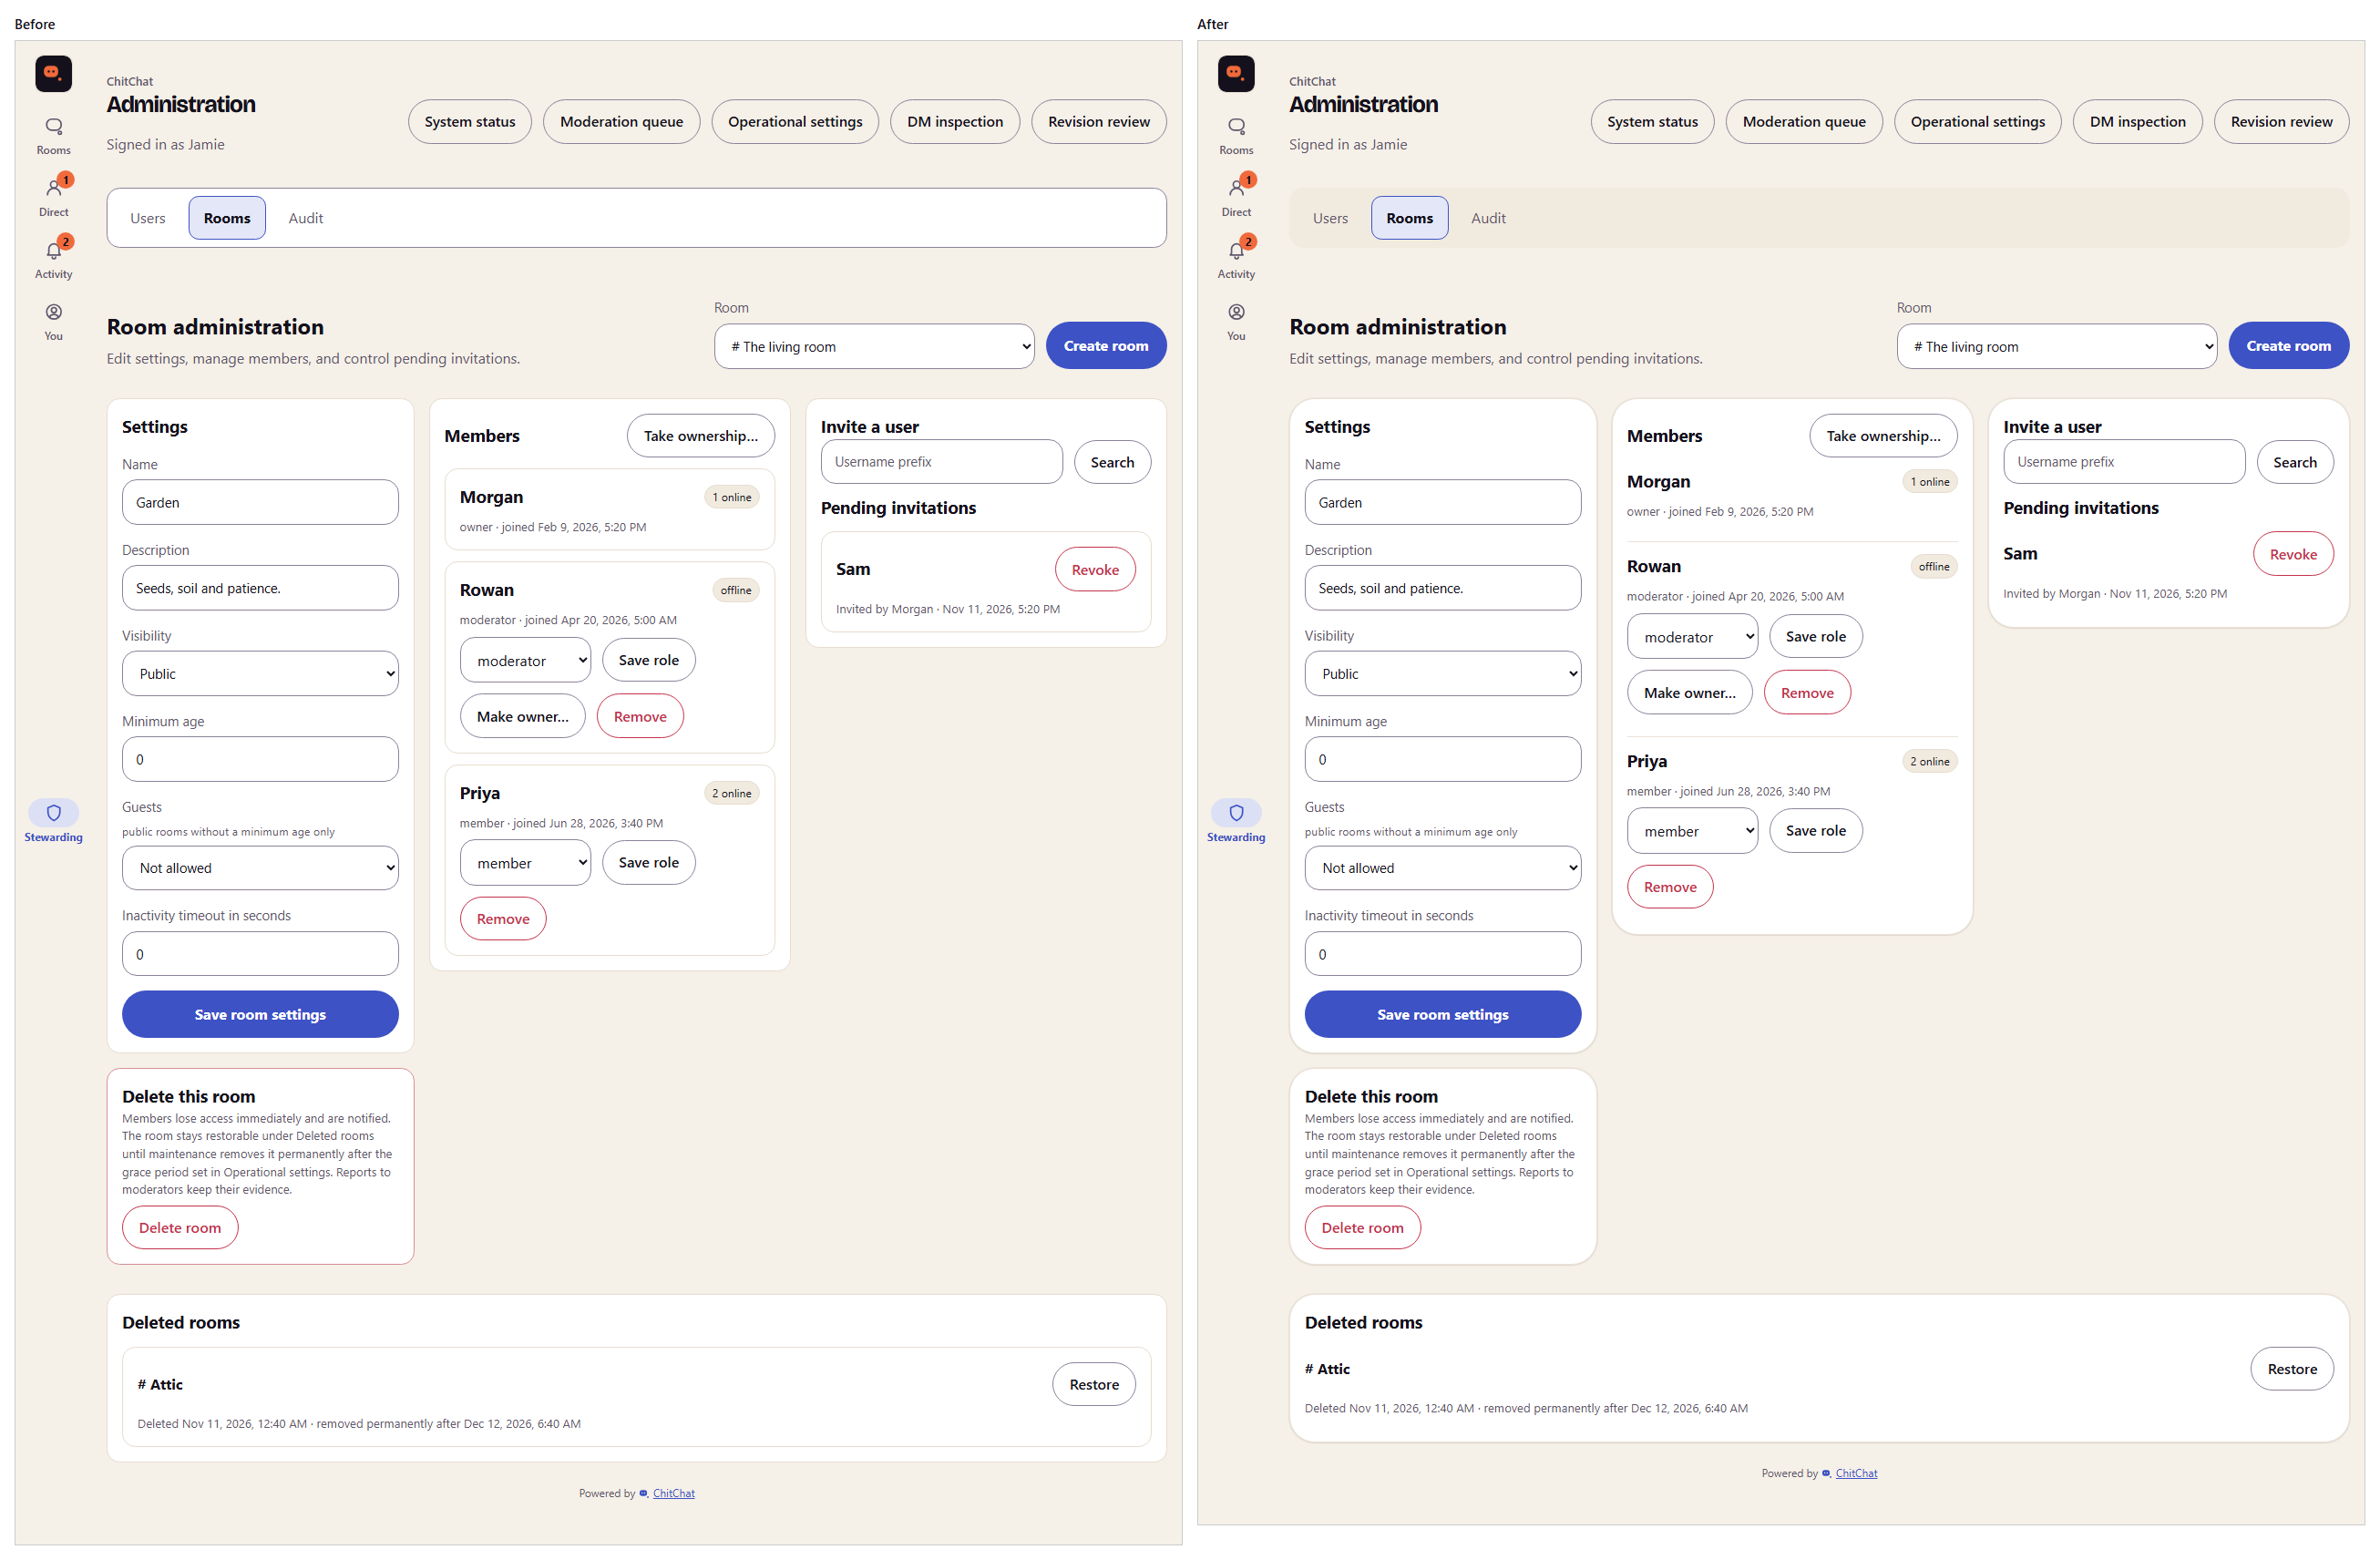 Before
ChitChat
Administration
Signed in as Jamie
System status
Moderation queue
Operational settings
DM inspection
Revision review
Rooms
1
Direct
2
Activity
You
Stewarding
Users
Rooms
Audit
Room administration
Edit settings, manage members, and control pending invitations.
Room
# The living room
Create room
Settings
Name
Garden
Description
Seeds, soil and patience.
Visibility
Public
Minimum age
0
Guests
public rooms without a minimum age only
Not allowed
Inactivity timeout in seconds
0
Save room settings
Members
Take ownership...
Morgan
1 online
owner · joined Feb 9, 2026, 5:20 PM
Rowan
offline
moderator · joined Apr 20, 2026, 5:00 AM
moderator
Save role
Make owner...
Remove
Priya
2 online
member · joined Jun 28, 2026, 3:40 PM
member
Save role
Remove
Invite a user
Username prefix
Search
Pending invitations
Sam
Revoke
Invited by Morgan · Nov 11, 2026, 5:20 PM
Delete this room
Members lose access immediately and are notified.
The room stays restorable under Deleted rooms
until maintenance removes it permanently after the
grace period set in Operational settings. Reports to
moderators keep their evidence.
Delete room
Deleted rooms
# Attic
Restore
Deleted Nov 11, 2026, 12:40 AM · removed permanently after Dec 12, 2026, 6:40 AM
Powered by ChitChat
After
ChitChat
Administration
Signed in as Jamie
System status
Moderation queue
Operational settings
DM inspection
Revision review
Rooms
1
Direct
2
Activity
You
Stewarding
Users
Rooms
Audit
Room administration
Edit settings, manage members, and control pending invitations.
Room
# The living room
Create room
Settings
Name
Garden
Description
Seeds, soil and patience.
Visibility
Public
Minimum age
0
Guests
public rooms without a minimum age only
Not allowed
Inactivity timeout in seconds
0
Save room settings
Members
Take ownership...
Morgan
1 online
owner · joined Feb 9, 2026, 5:20 PM
Rowan
offline
moderator · joined Apr 20, 2026, 5:00 AM
moderator
Save role
Make owner...
Remove
Priya
2 online
member · joined Jun 28, 2026, 3:40 PM
member
Save role
Remove
Invite a user
Username prefix
Search
Pending invitations
Sam
Revoke
Invited by Morgan · Nov 11, 2026, 5:20 PM
Delete this room
Members lose access immediately and are notified.
The room stays restorable under Deleted rooms
until maintenance removes it permanently after the
grace period set in Operational settings. Reports to
moderators keep their evidence.
Delete room
Deleted rooms
# Attic
Restore
Deleted Nov 11, 2026, 12:40 AM · removed permanently after Dec 12, 2026, 6:40 AM
Powered by ChitChat